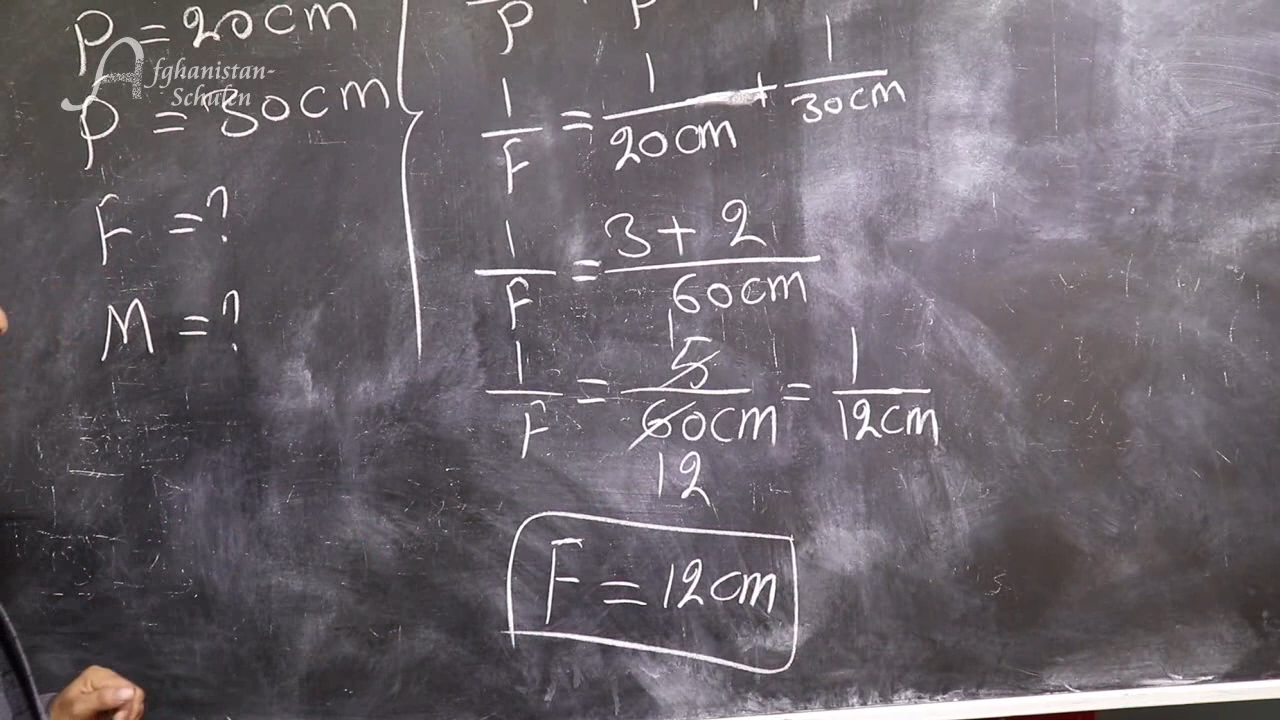 P = 20cm
Afghanistan-
Schulen
P = 30cm
F = ?
M = ?
1/F = 1/20cm + 1/30cm
1/F = 3 + 2/60cm
1/F = 5/60cm = 1/12cm
1
12
F = 12cm